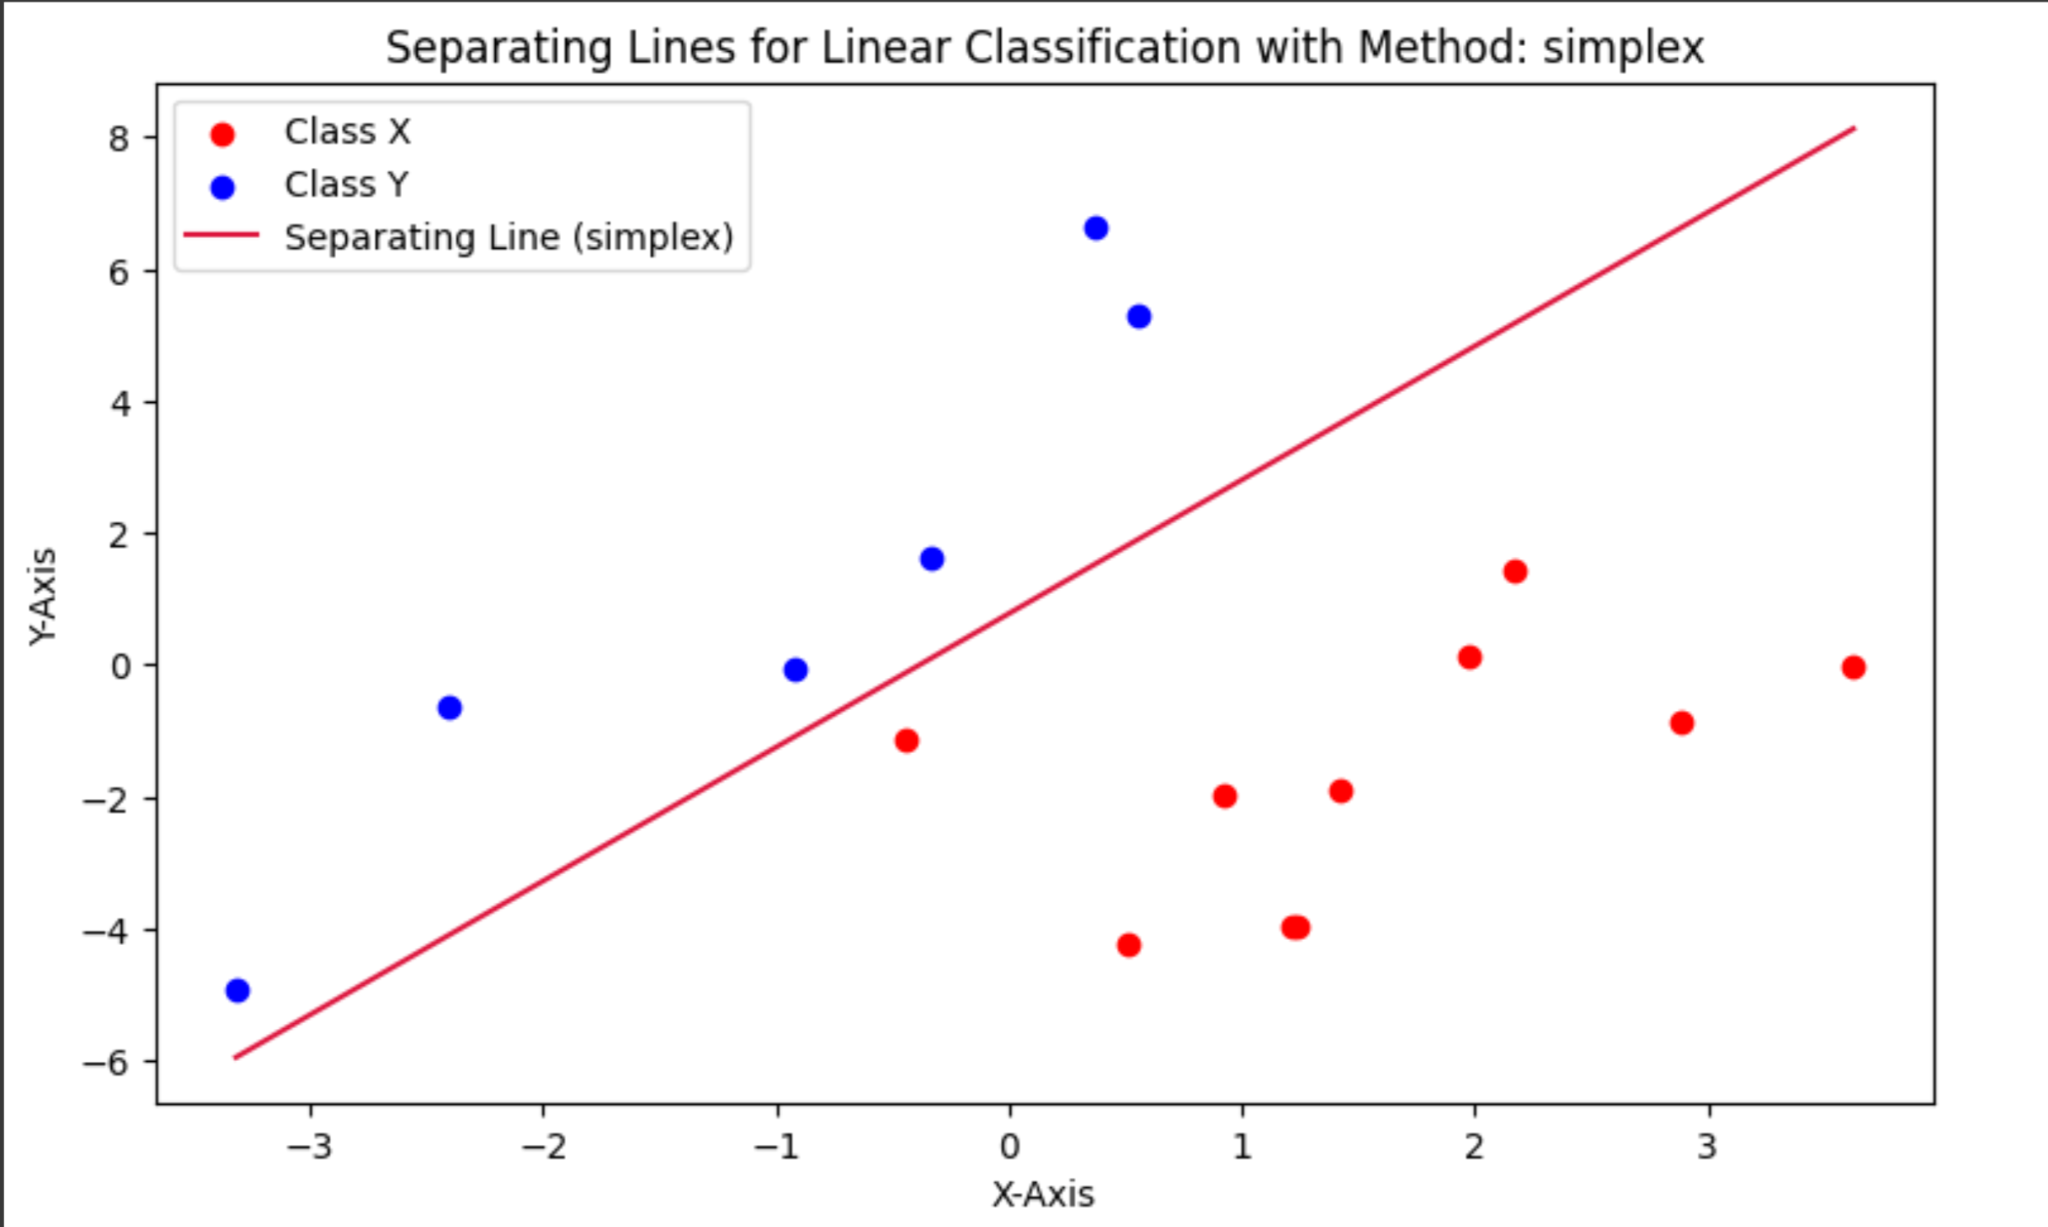 Separating Lines for Linear Classification with Method: simplex
Class X
Class Y
Separating Line (simplex)
8
6
4
2
0
−2
−4
−6
Y-Axis
−3 −2 −1 0 1 2 3
X-Axis